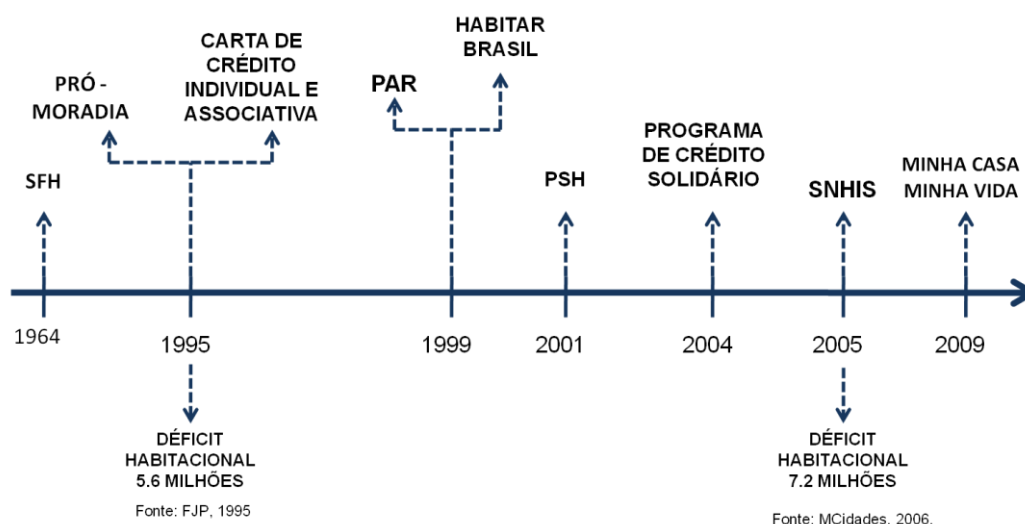 SFH
PRÓ -
MORADIA
CARTA DE
CRÉDITO
INDIVIDUAL E
ASSOCIATIVA
PAR
HABITAR
BRASIL
PSH
PROGRAMA
DE CRÉDITO
SOLIDÁRIO
SNHIS
MINHA CASA
MINHA VIDA
1964
1995
1999
2001
2004
2005
2009
DÉFICIT
HABITACIONAL
5.6 MILHÕES
Fonte: FJP, 1995
DÉFICIT
HABITACIONAL
7.2 MILHÕES
Fonte: MCidades, 2006.